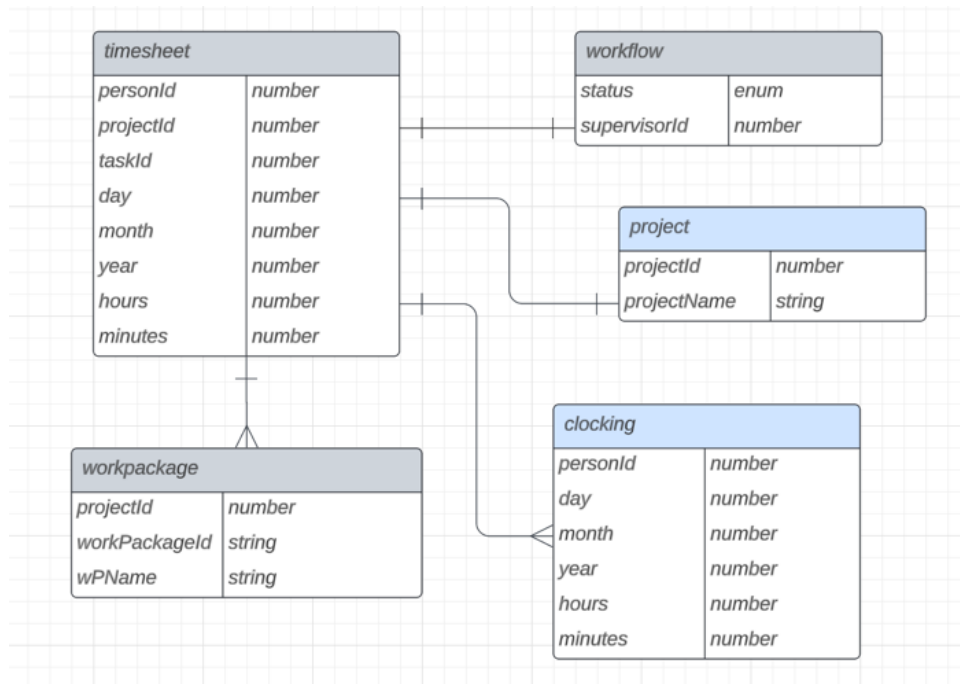 timesheet
personId number
projectId number
taskId number
day number
month number
year number
hours number
minutes number
workflow
status enum
supervisorId number
project
projectId number
projectName string
workpackage
projectId number
workPackageId string
wPName string
clocking
personId number
day number
month number
year number
hours number
minutes number